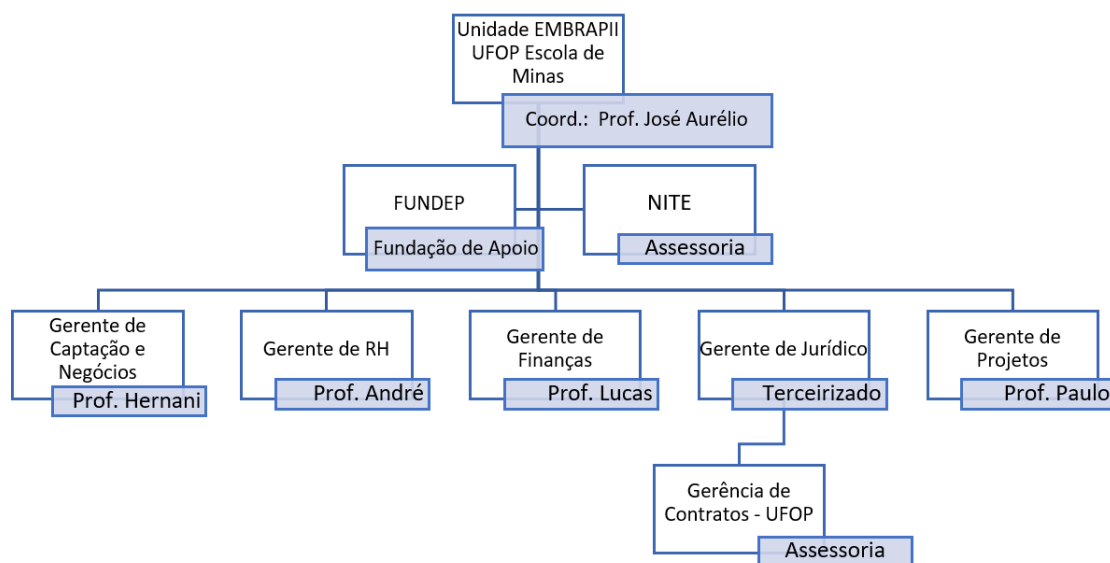 Unidade EMBRAPII
UFOP Escola de
Minas
Coord.: Prof. José Aurélio
FUNDEP
Fundação de Apoio
NITE
Assessoria
Gerente de
Captação e
Negócios
Prof. Hernani
Gerente de RH
Prof. André
Gerente de
Finanças
Prof. Lucas
Gerente de Jurídico
Terceirizado
Gerente de
Projetos
Prof. Paulo
Gerência de
Contratos - UFOP
Assessoria